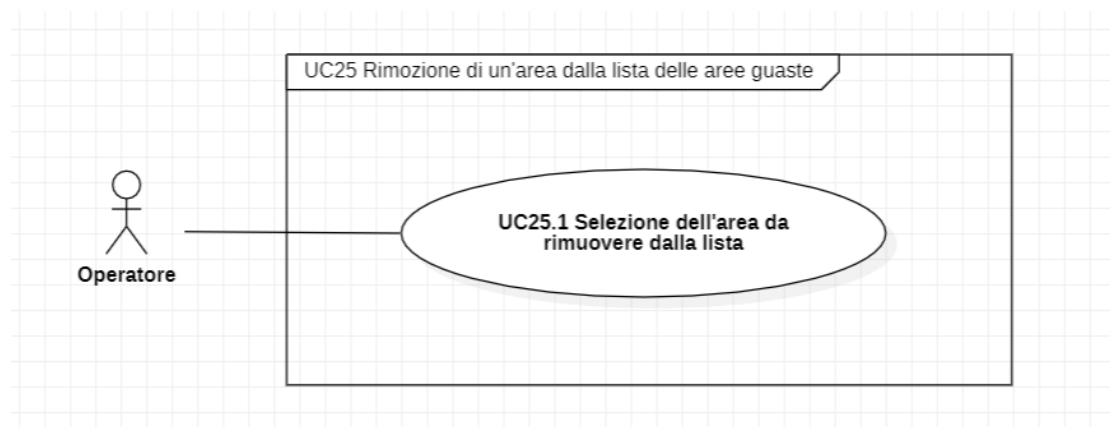 UC25 Rimozione di un'area dalla lista delle aree guaste
UC25.1 Selezione dell'area da
rimuovere dalla lista
Operatore